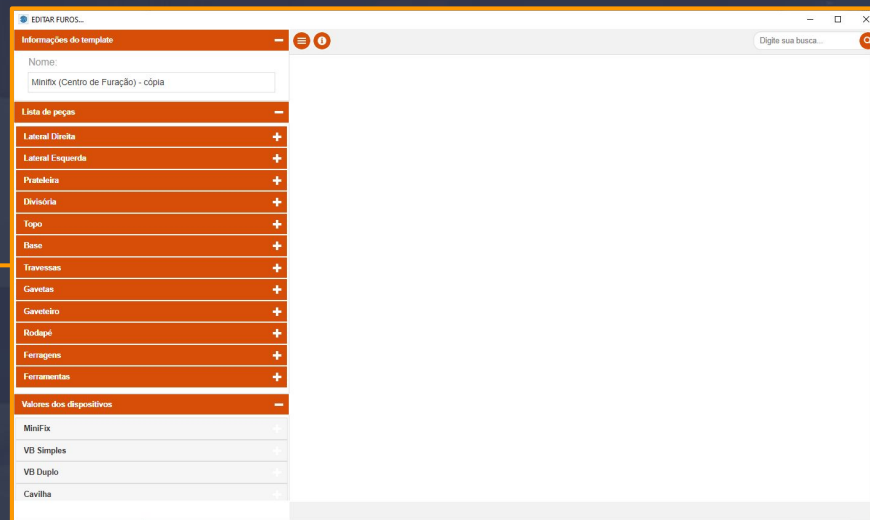 EDITAR FUROS...
Informações do template
Digite sua busca...
Nome:
Minifix (Centro de Furação) - cópia
Lista de peças
Lateral Direita
Lateral Esquerda
Prateleira
Divisória
Topo
Base
Travessas
Gavetas
Gaveteiro
Rodapé
Ferragens
Ferramentas
Valores dos dispositivos
MiniFix
VB Simples
VB Duplo
Cavilha